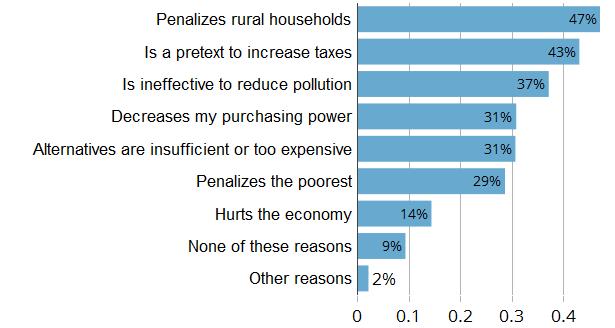 Penalizes rural households 47%
Is a pretext to increase taxes 43%
Is ineffective to reduce pollution 37%
Decreases my purchasing power 31%
Alternatives are insufficient or too expensive 31%
Penalizes the poorest 29%
Hurts the economy 14%
None of these reasons 9%
Other reasons 2%
0 0.1 0.2 0.3 0.4